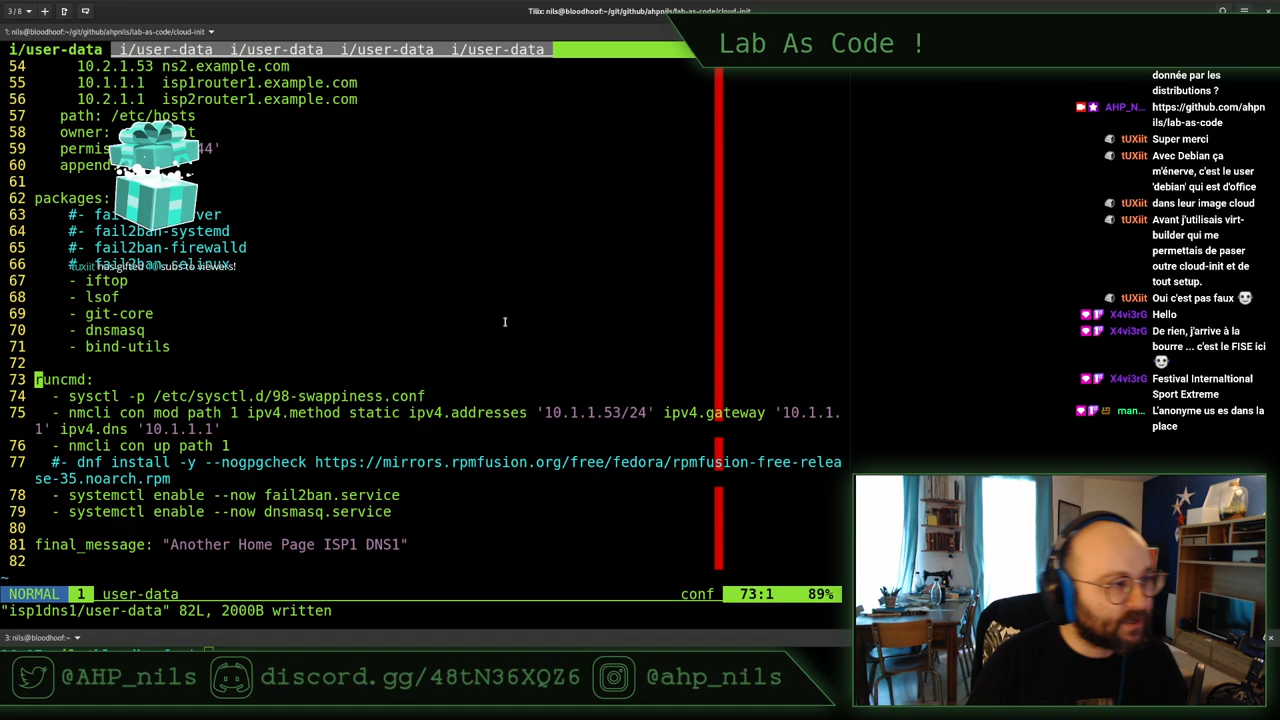 3 / 8
Tilix: nils@bloodhoof:~/git/github/ahpnils/lab-as-code/cloud-init
1: nils@bloodhoof:~/git/github/ahpnils/lab-as-code/cloud-init
i/user-data i/user-data i/user-data i/user-data i/user-data
Lab As Code !
54 10.2.1.53 ns2.example.com
55 10.1.1.1 isp1router1.example.com
56 10.2.1.1 isp2router1.example.com
57 path: /etc/hosts
58 owner:
59 permis 44'
60 append
61
62 packages:
63 #- fai ver
64 #- fail2ban-systemd
65 #- fail2ban-firewalld
66 #- fail2ban-selinux
tuxiit has gifted 10 subs to viewers!
67 - iftop
68 - lsof
69 - git-core
70 - dnsmasq
71 - bind-utils
72
73 runcmd:
74 - sysctl -p /etc/sysctl.d/98-swappiness.conf
75 - nmcli con mod path 1 ipv4.method static ipv4.addresses '10.1.1.53/24' ipv4.gateway '10.1.1.
1' ipv4.dns '10.1.1.1'
76 - nmcli con up path 1
77 #- dnf install -y --nogpgcheck https://mirrors.rpmfusion.org/free/fedora/rpmfusion-free-relea
se-35.noarch.rpm
78 - systemctl enable --now fail2ban.service
79 - systemctl enable --now dnsmasq.service
80
81 final_message: "Another Home Page ISP1 DNS1"
82
~
NORMAL 1 user-data conf 73:1 89%
"isp1dns1/user-data" 82L, 2000B written
3: nils@bloodhoof:~
@AHP_nils discord.gg/48tN36XQZ6 @ahp_nils
donnée par les
distributions ?
AHP_N... https://github.com/ahpn
ils/lab-as-code
tUXiit Super merci
tUXiit Avec Debian ça
m'énerve, c'est le user
'debian' qui est d'office
tUXiit dans leur image cloud
tUXiit Avant j'utilisais virt-
builder qui me
permettais de paser
outre cloud-init et de
tout setup.
tUXiit Oui c'est pas faux
X4vi3rG Hello
X4vi3rG De rien, j'arrive à la
bourre ... c'est le FISE ici
X4vi3rG Festival Internaltional
Sport Extreme
man... L'anonyme us es dans la
place